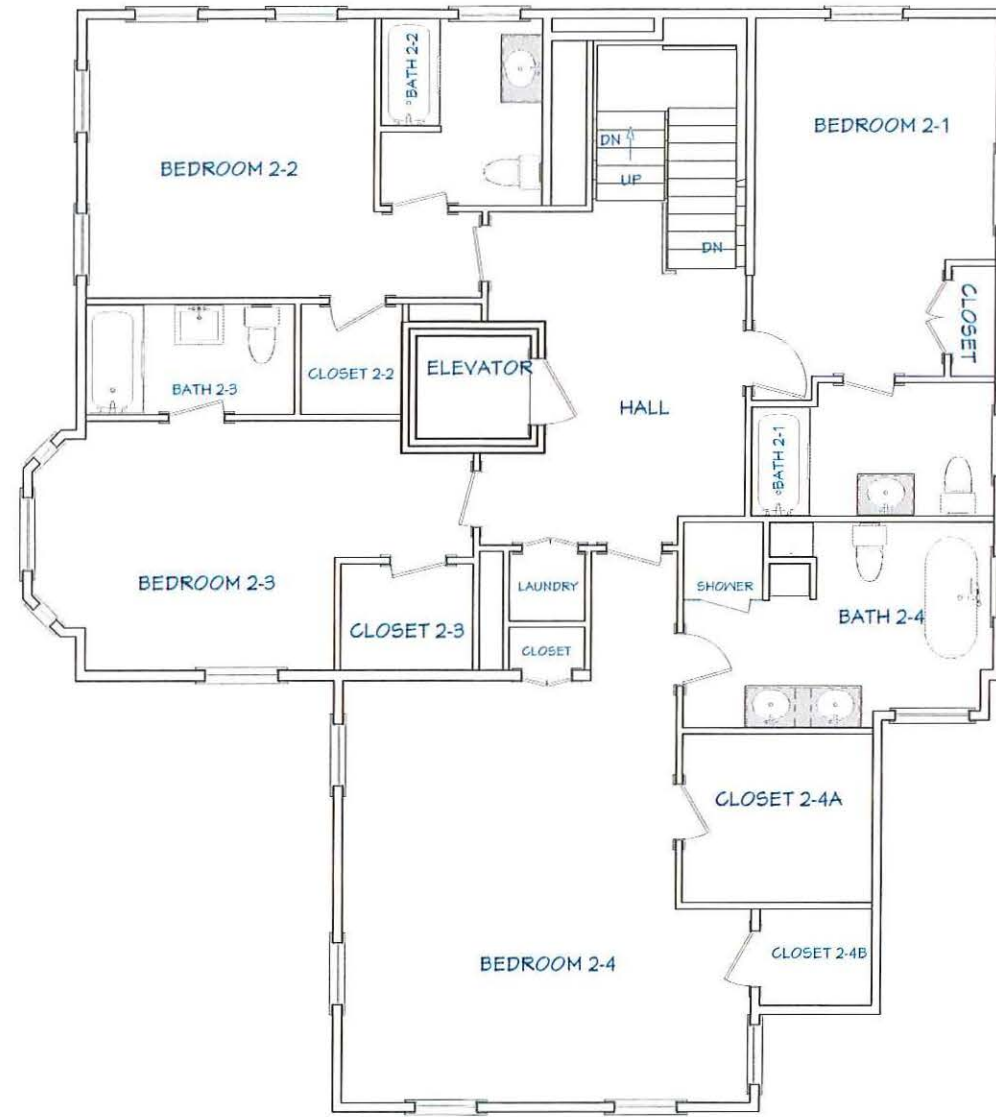 BATH 2-2
BEDROOM 2-1
DN
BEDROOM 2-2
UP
DN
CLOSET
ELEVATOR
CLOSET 2-2
BATH 2-3
HALL
BATH 2-1
BEDROOM 2-3
LAUNDRY
SHOWER
BATH 2-4
CLOSET 2-3
CLOSET
CLOSET 2-4A
CLOSET 2-4B
BEDROOM 2-4